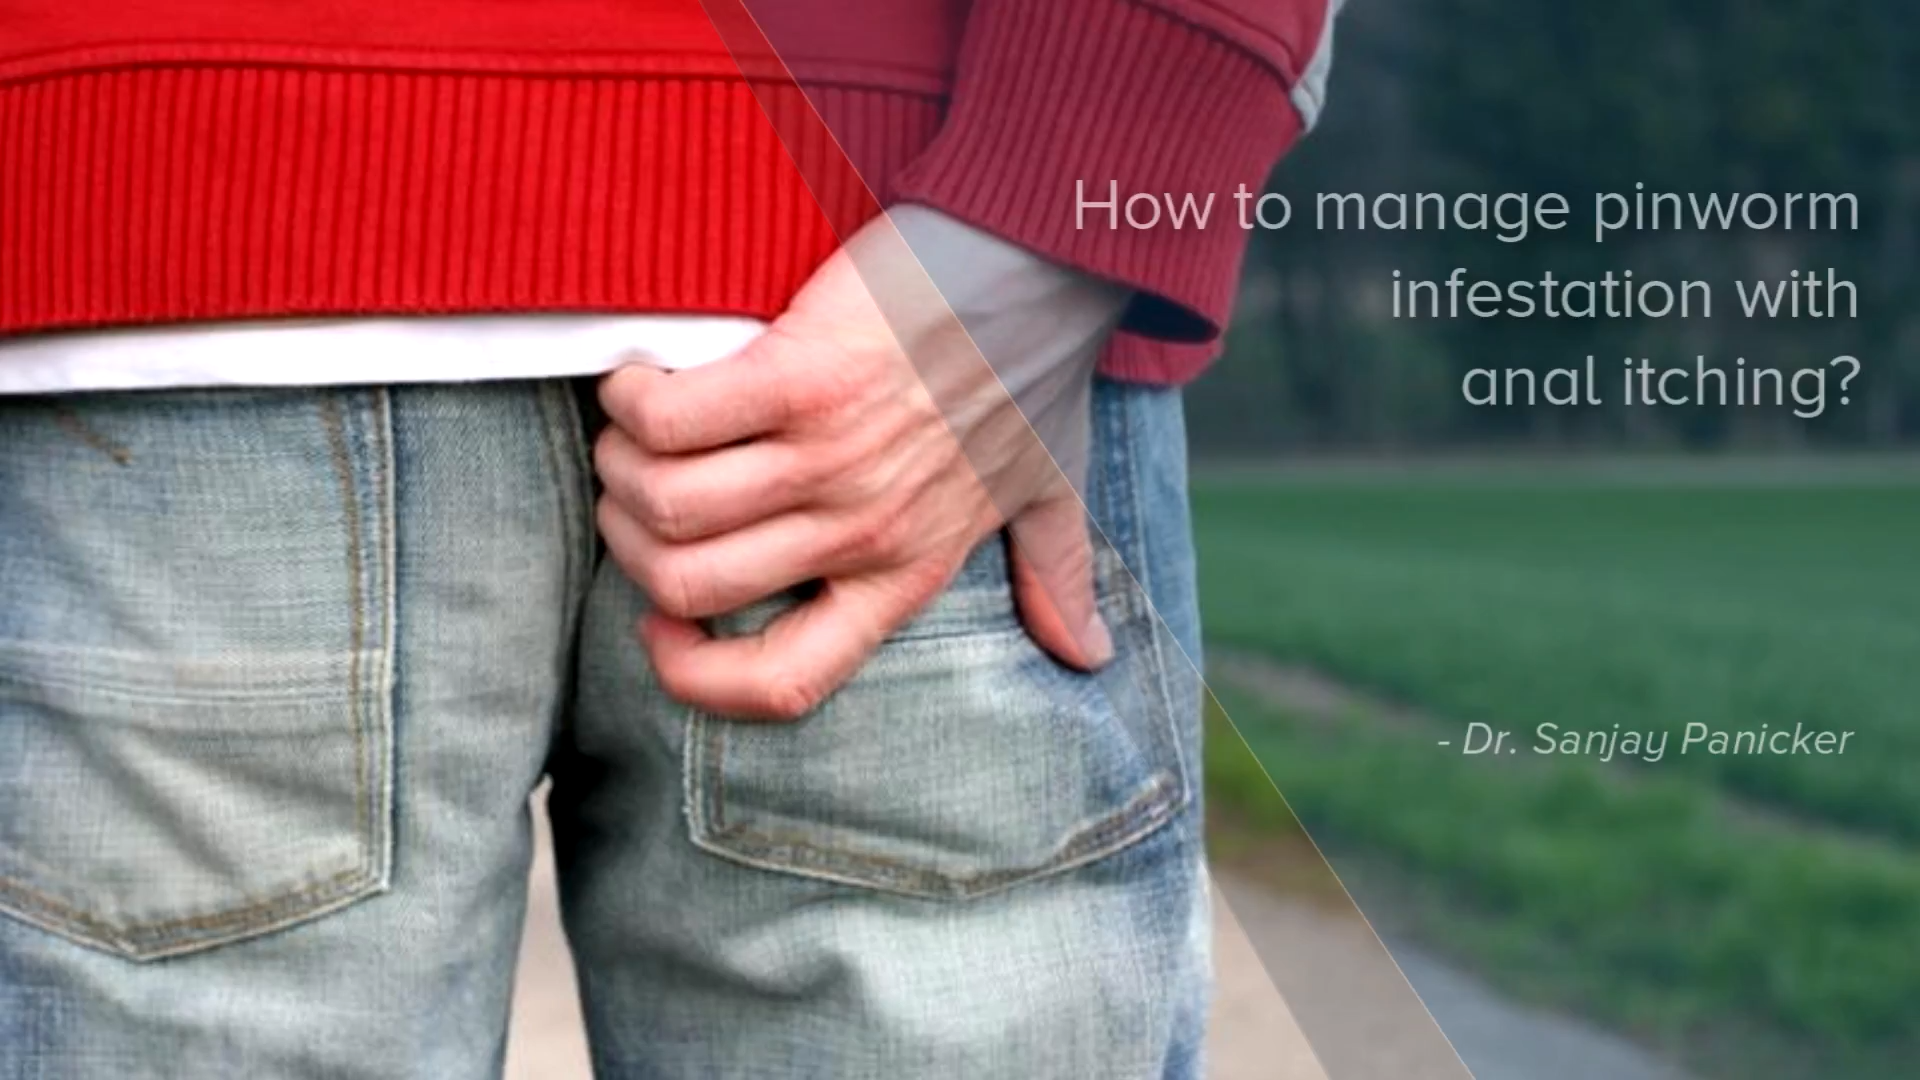 How to manage pinworm
infestation with
anal itching?
- Dr. Sanjay Panicker